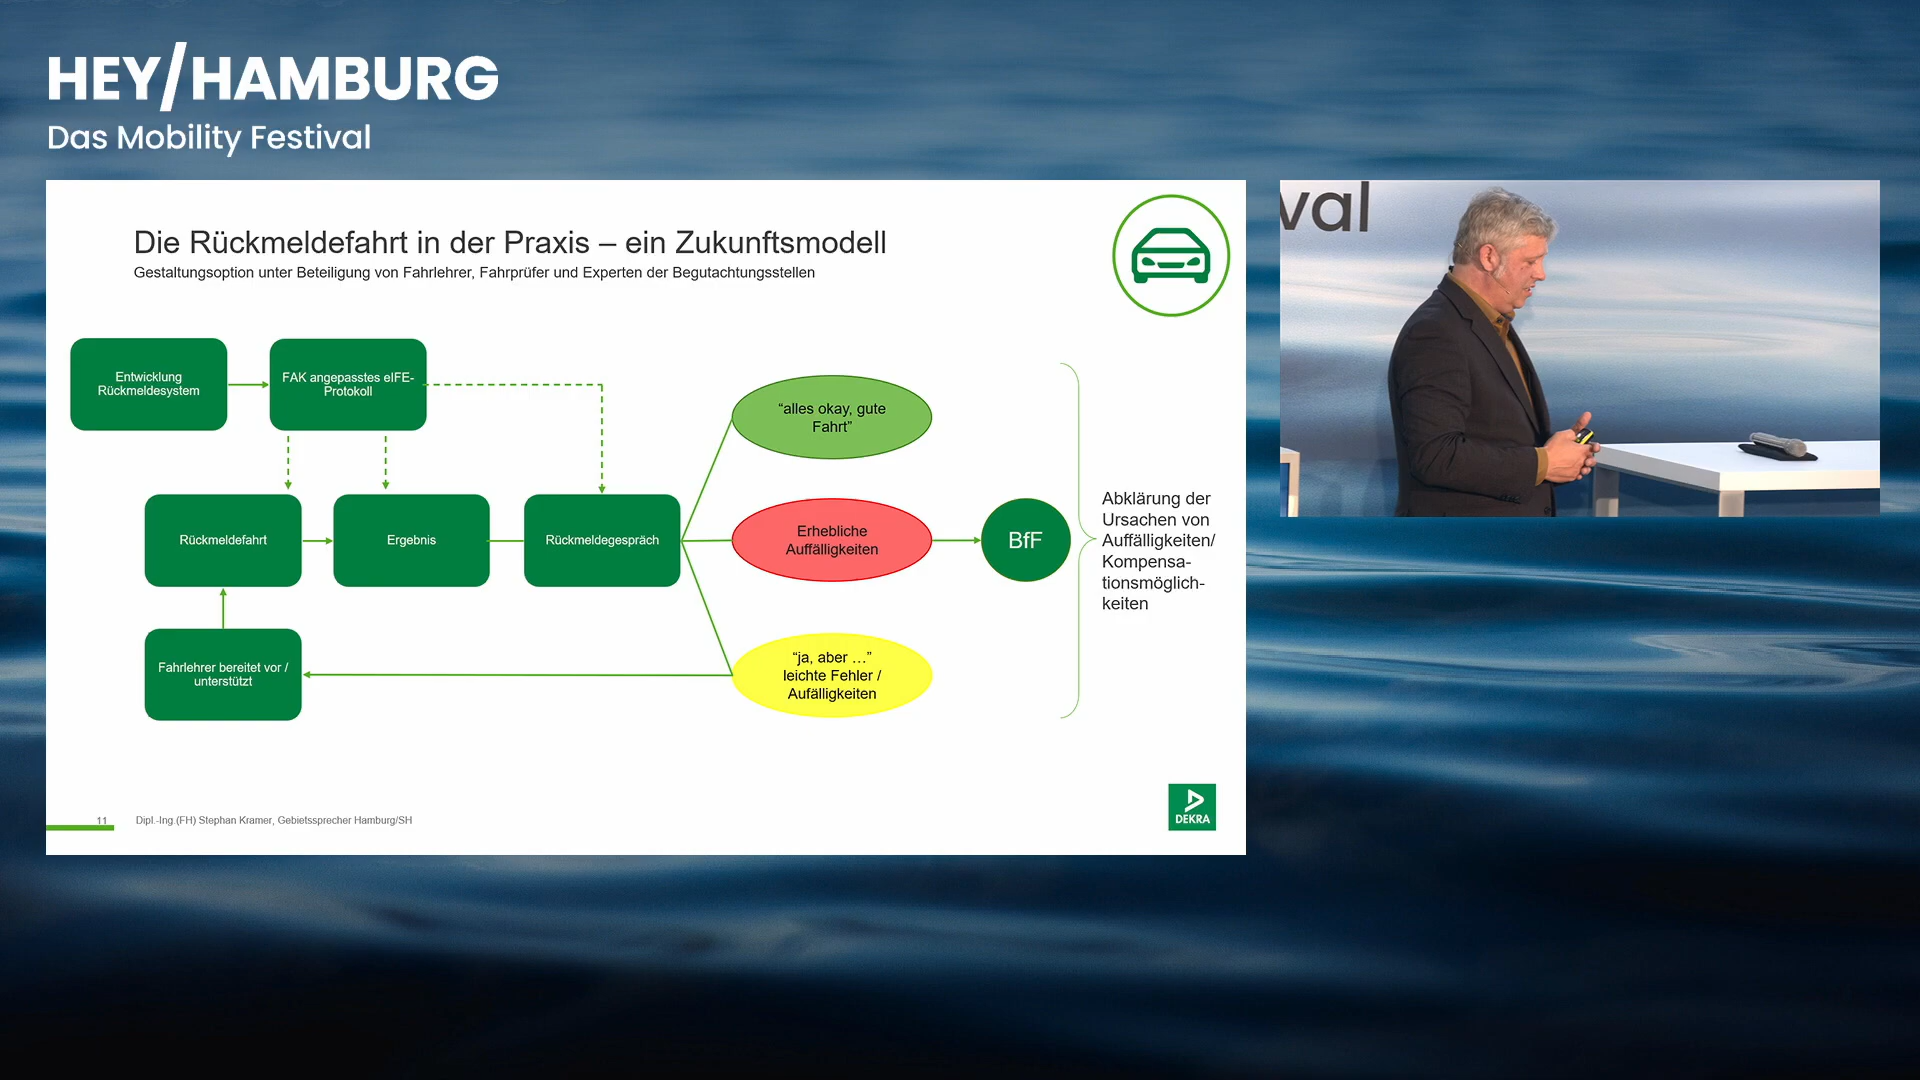 HEY/HAMBURG
Das Mobility Festival
Die Rückmeldefahrt in der Praxis – ein Zukunftsmodell
Gestaltungsoption unter Beteiligung von Fahrlehrer, Fahrprüfer und Experten der Begutachtungsstellen
val
Entwicklung
Rückmeldesystem
FAK angepasstes eIFE-
Protokoll
“alles okay, gute
Fahrt”
Rückmeldefahrt
Ergebnis
Rückmeldegespräch
Erhebliche
Auffälligkeiten
BfF
Abklärung der
Ursachen von
Auffälligkeiten/
Kompensa-
tionsmöglich-
keiten
Fahrlehrer bereitet vor /
unterstützt
“ja, aber …”
leichte Fehler /
Aufälligkeiten
11
Dipl.-Ing.(FH) Stephan Kramer, Gebietssprecher Hamburg/SH
DEKRA